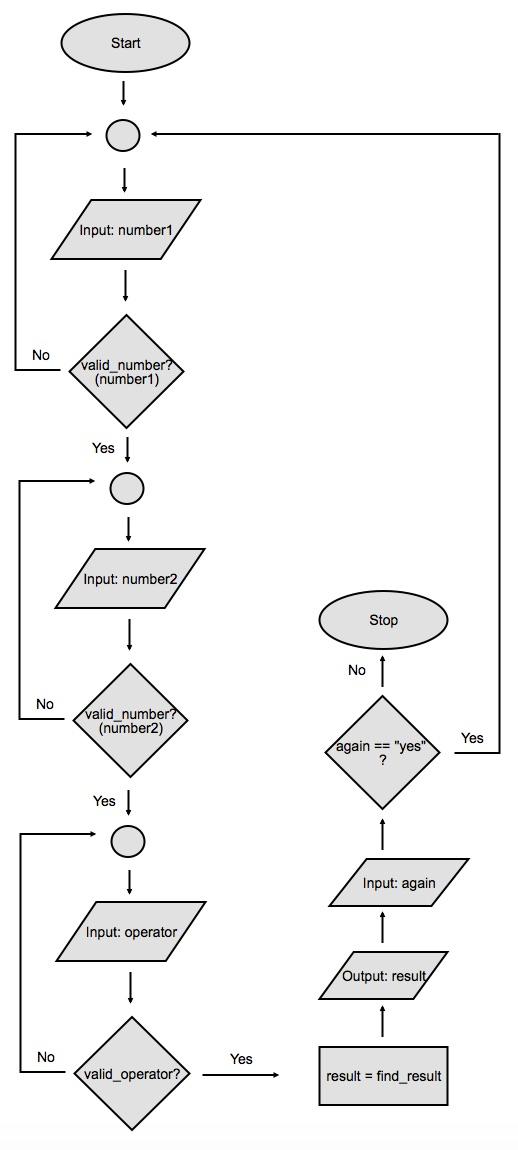 Start
Input: number1
valid_number?
(number1)
No
Yes
Input: number2
valid_number?
(number2)
No
Yes
Input: operator
valid_operator?
No
Yes
result = find_result
Output: result
Input: again
again == "yes"
?
Yes
No
Stop